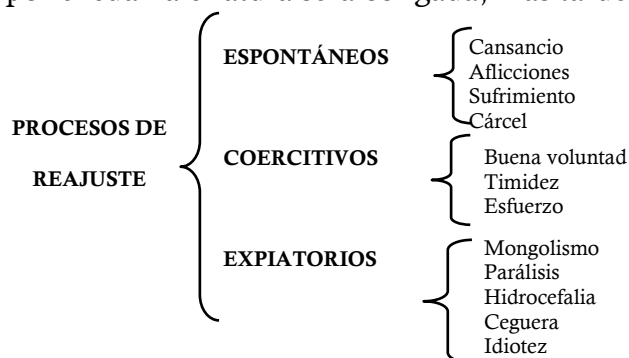 ESPONTÁNEOS
Cansancio
Aflicciones
Sufrimiento
Cárcel
PROCESOS DE
REAJUSTE
COERCITIVOS
Buena voluntad
Timidez
Esfuerzo
EXPIATORIOS
Mongolismo
Parálisis
Hidrocefalia
Ceguera
Idiotez